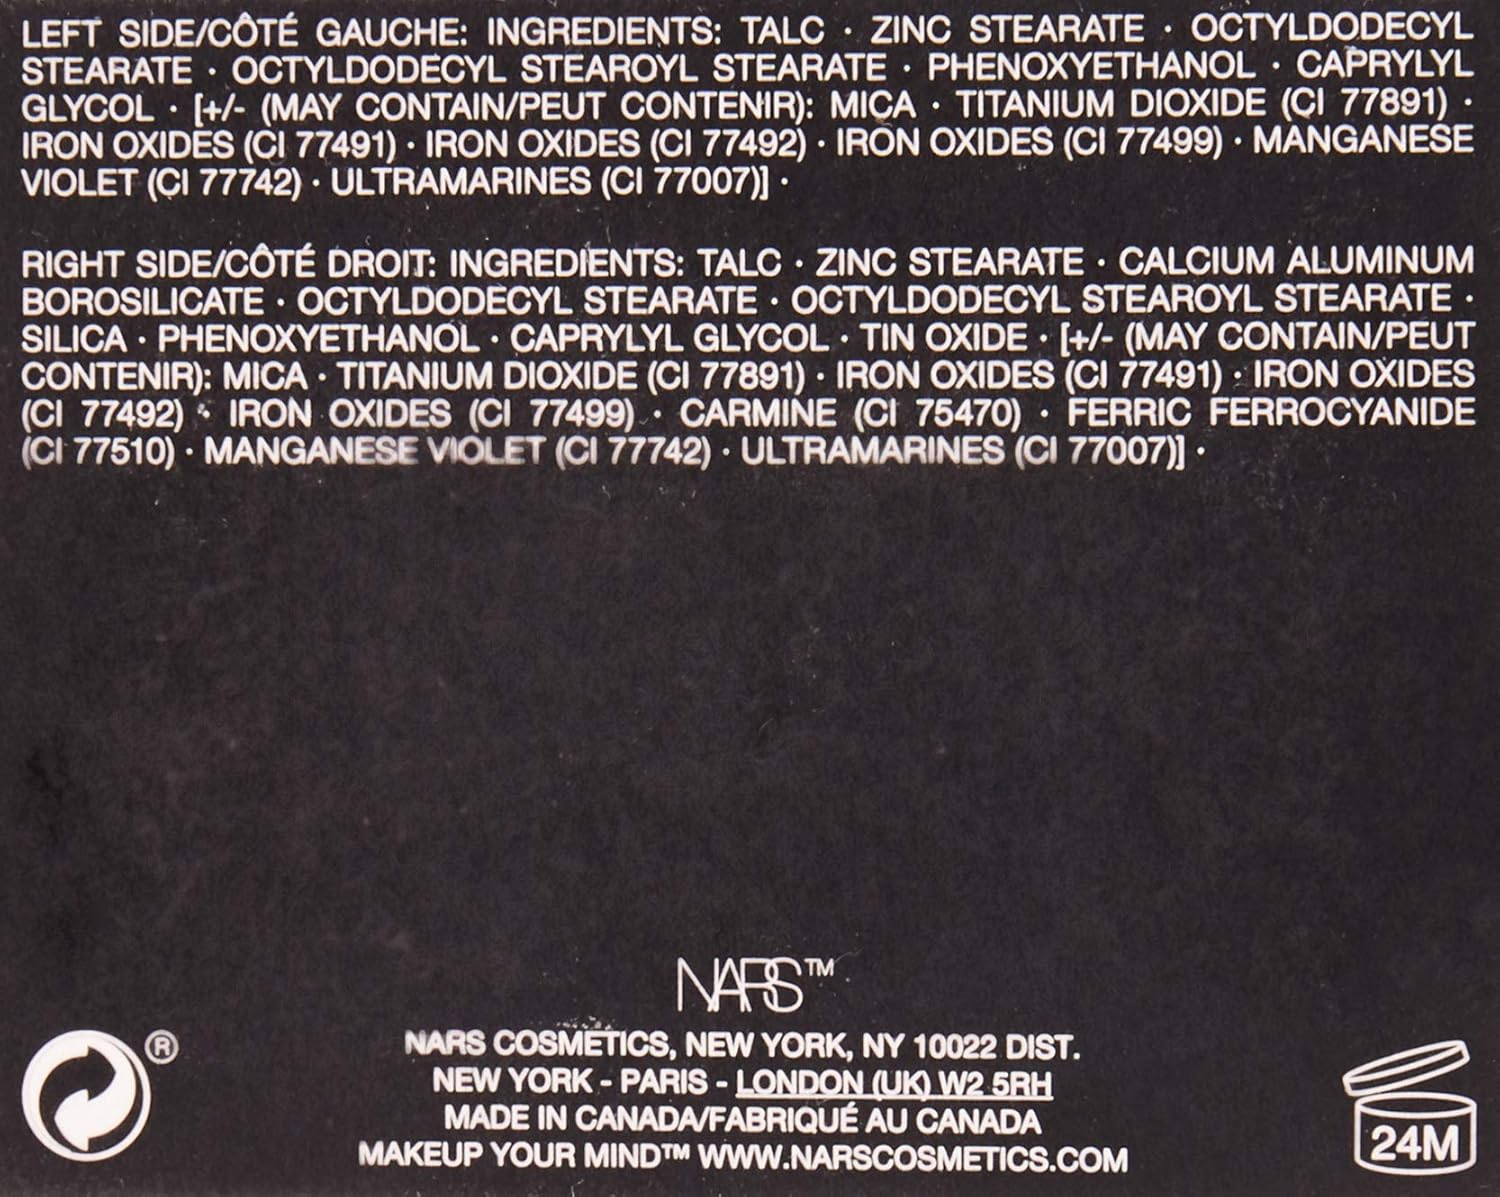 LEFT SIDE/CÔTÉ GAUCHE: INGREDIENTS: TALC · ZINC STEARATE · OCTYLDODECYL
STEARATE · OCTYLDODECYL STEAROYL STEARATE · PHENOXYETHANOL · CAPRYLYL
GLYCOL · [+/- (MAY CONTAIN/PEUT CONTENIR): MICA · TITANIUM DIOXIDE (CI 77891) ·
IRON OXIDES (CI 77491) · IRON OXIDES (CI 77492) · IRON OXIDES (CI 77499) · MANGANESE
VIOLET (CI 77742) · ULTRAMARINES (CI 77007)] ·
RIGHT SIDE/CÔTÉ DROIT: INGREDIENTS: TALC · ZINC STEARATE · CALCIUM ALUMINUM
BOROSILICATE · OCTYLDODECYL STEARATE · OCTYLDODECYL STEAROYL STEARATE ·
SILICA · PHENOXYETHANOL · CAPRYLYL GLYCOL · TIN OXIDE · [+/- (MAY CONTAIN/PEUT
CONTENIR): MICA · TITANIUM DIOXIDE (CI 77891) · IRON OXIDES (CI 77491) · IRON OXIDES
(CI 77492) · IRON OXIDES (CI 77499) · CARMINE (CI 75470) · FERRIC FERROCYANIDE
(CI 77510) · MANGANESE VIOLET (CI 77742) · ULTRAMARINES (CI 77007)] ·
NARS™
®
NARS COSMETICS, NEW YORK, NY 10022 DIST.
NEW YORK - PARIS - LONDON (UK) W2 5RH
MADE IN CANADA/FABRIQUÉ AU CANADA
MAKEUP YOUR MIND™ WWW.NARSCOSMETICS.COM
24M